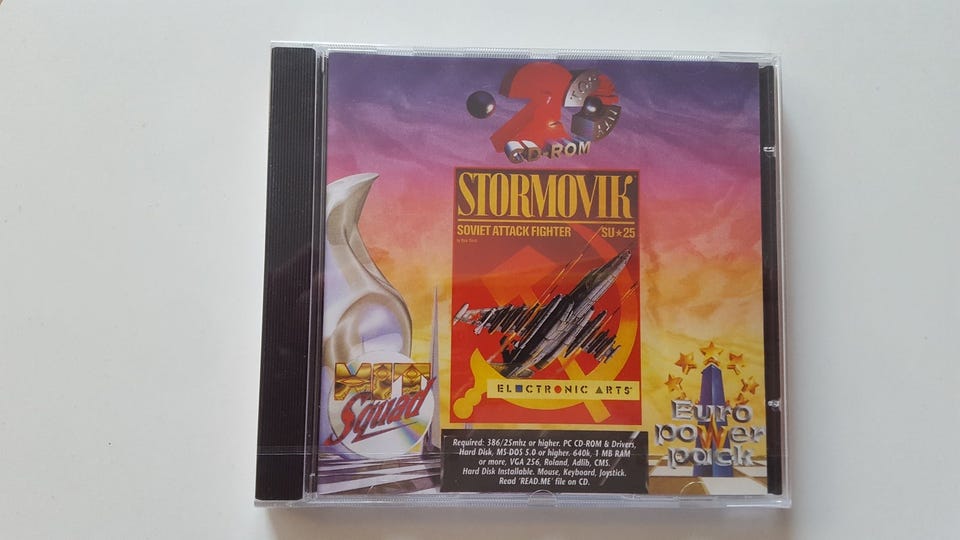 CD-ROM
STORMOVIK
SOVIET ATTACK FIGHTER SU★25
ELECTRONIC ARTS
HIT
Squad
Euro
power
pack
Required: 386/25mhz or higher. PC CD-ROM & Drivers,
Hard Disk, MS-DOS 5.0 or higher. 640k, 1 MB RAM
or more, VGA 256, Roland, Adlib, CMS.
Hard Disk Installable. Mouse, Keyboard, Joystick.
Read 'READ.ME' file on CD.